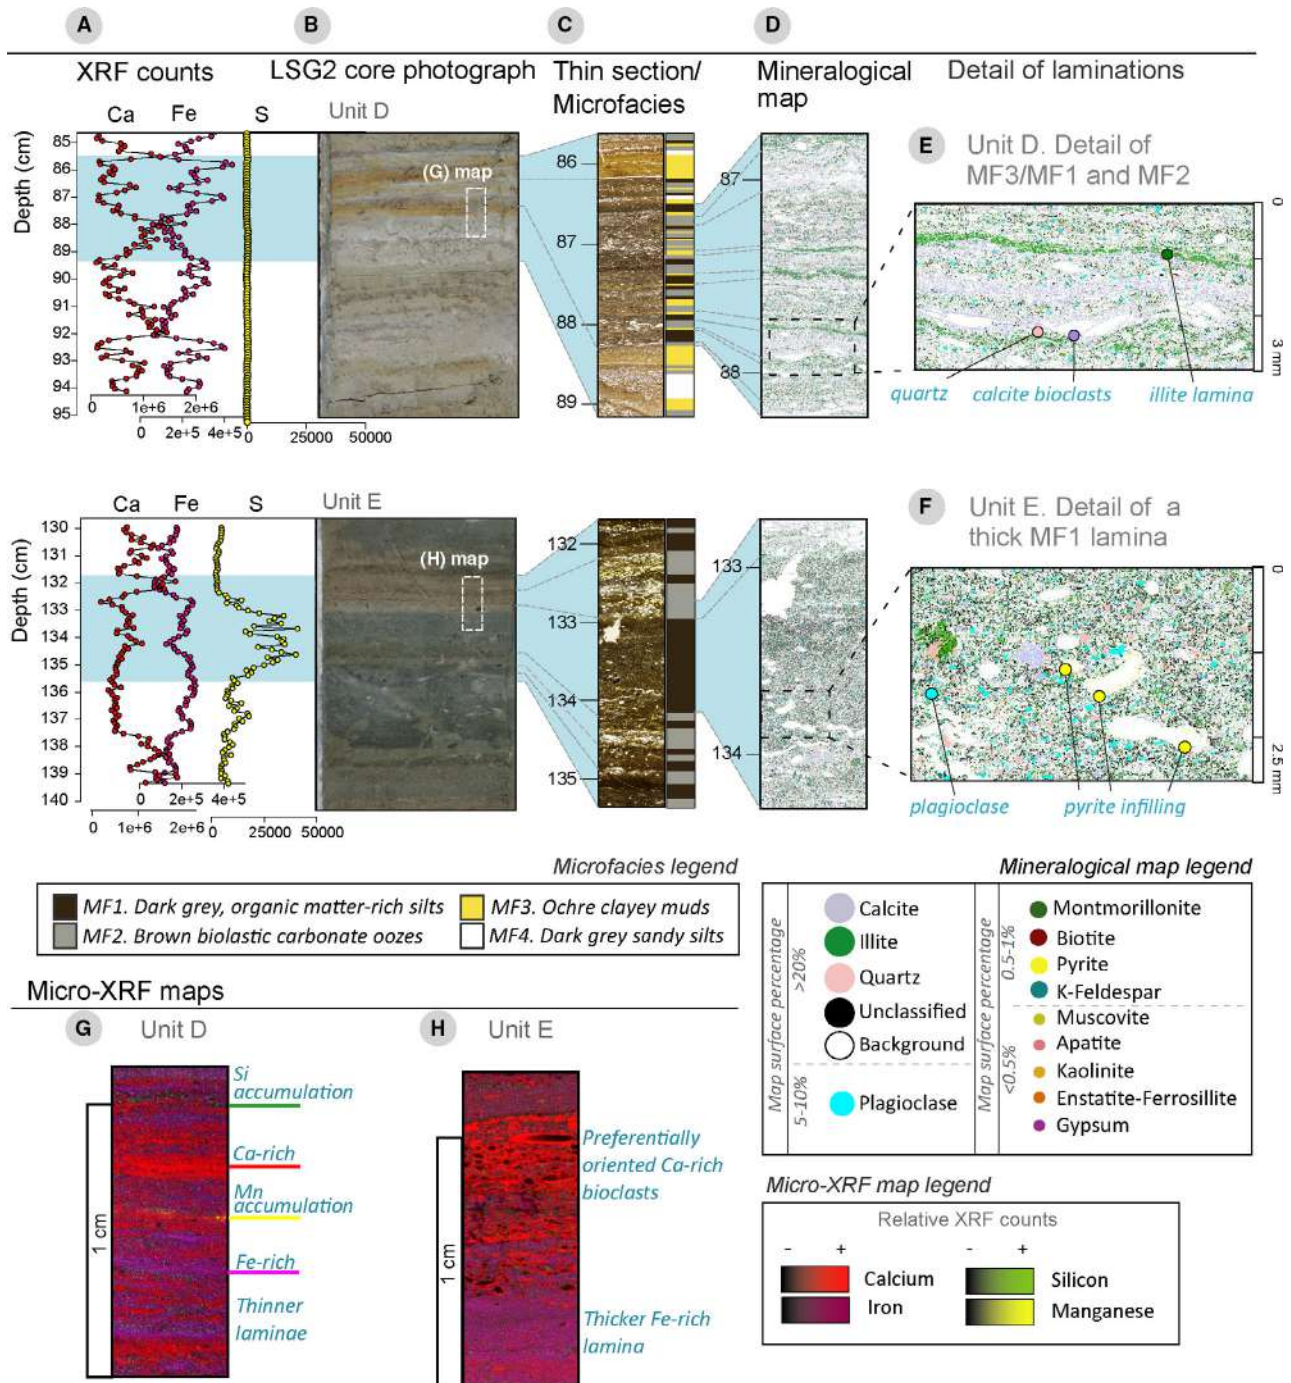 A
B
C
D
XRF counts
LSG2 core photograph
Thin section/
Microfacies
Mineralogical
map
Detail of laminations
Ca
Fe
S
Unit D
Depth (cm)
85
86
87
88
89
90
91
92
93
94
95
0
1e+6
2e+6
0
2e+5
4e+5
0
25000
50000
(G) map
86
87
88
89
87
88
E
Unit D. Detail of
MF3/MF1 and MF2
0
3 mm
quartz
calcite bioclasts
illite lamina
Ca
Fe
S
Unit E
Depth (cm)
130
131
132
133
134
135
136
137
138
139
140
0
2e+5
4e+5
0
1e+6
2e+6
0
25000
50000
(H) map
132
133
134
135
133
134
F
Unit E. Detail of a
thick MF1 lamina
0
2.5 mm
plagioclase
pyrite infilling
Microfacies legend
MF1. Dark grey, organic matter-rich silts
MF3. Ochre clayey muds
MF2. Brown biolastic carbonate oozes
MF4. Dark grey sandy silts
Mineralogical map legend
Map surface percentage
>20%
5-10%
Calcite
Illite
Quartz
Unclassified
Background
Plagioclase
Map surface percentage
0.5-1%
<0.5%
Montmorillonite
Biotite
Pyrite
K-Feldespar
Muscovite
Apatite
Kaolinite
Enstatite-Ferrosillite
Gypsum
Micro-XRF maps
G
Unit D
Si
accumulation
Ca-rich
Mn
accumulation
Fe-rich
Thinner
laminae
1 cm
H
Unit E
Preferentially
oriented Ca-rich
bioclasts
Thicker Fe-rich
lamina
1 cm
Micro-XRF map legend
Relative XRF counts
- +
- +
Calcium
Silicon
Iron
Manganese